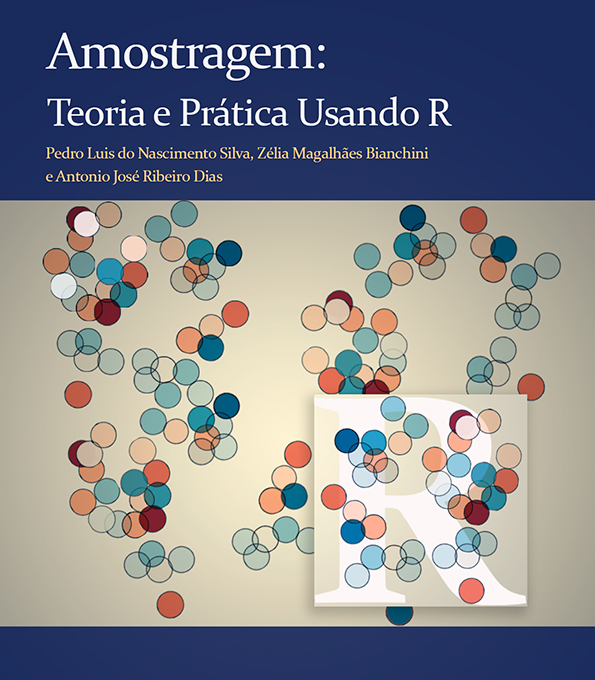 Amostragem:
Teoria e Prática Usando R
Pedro Luis do Nascimento Silva, Zélia Magalhães Bianchini
e Antonio José Ribeiro Dias
R